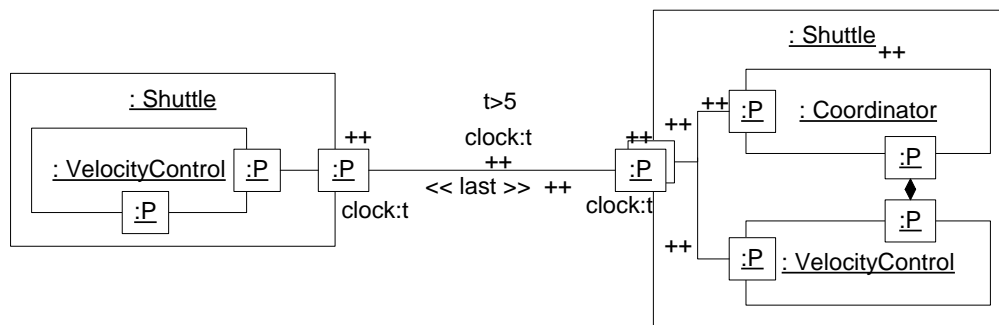 : Shuttle
: VelocityControl
:P
:P
++
:P
clock:t
t>5
clock:t
++
<< last >> ++
++
:P
clock:t
: Shuttle
++
++
++
:P
: Coordinator
:P
:P
++
:P
: VelocityControl